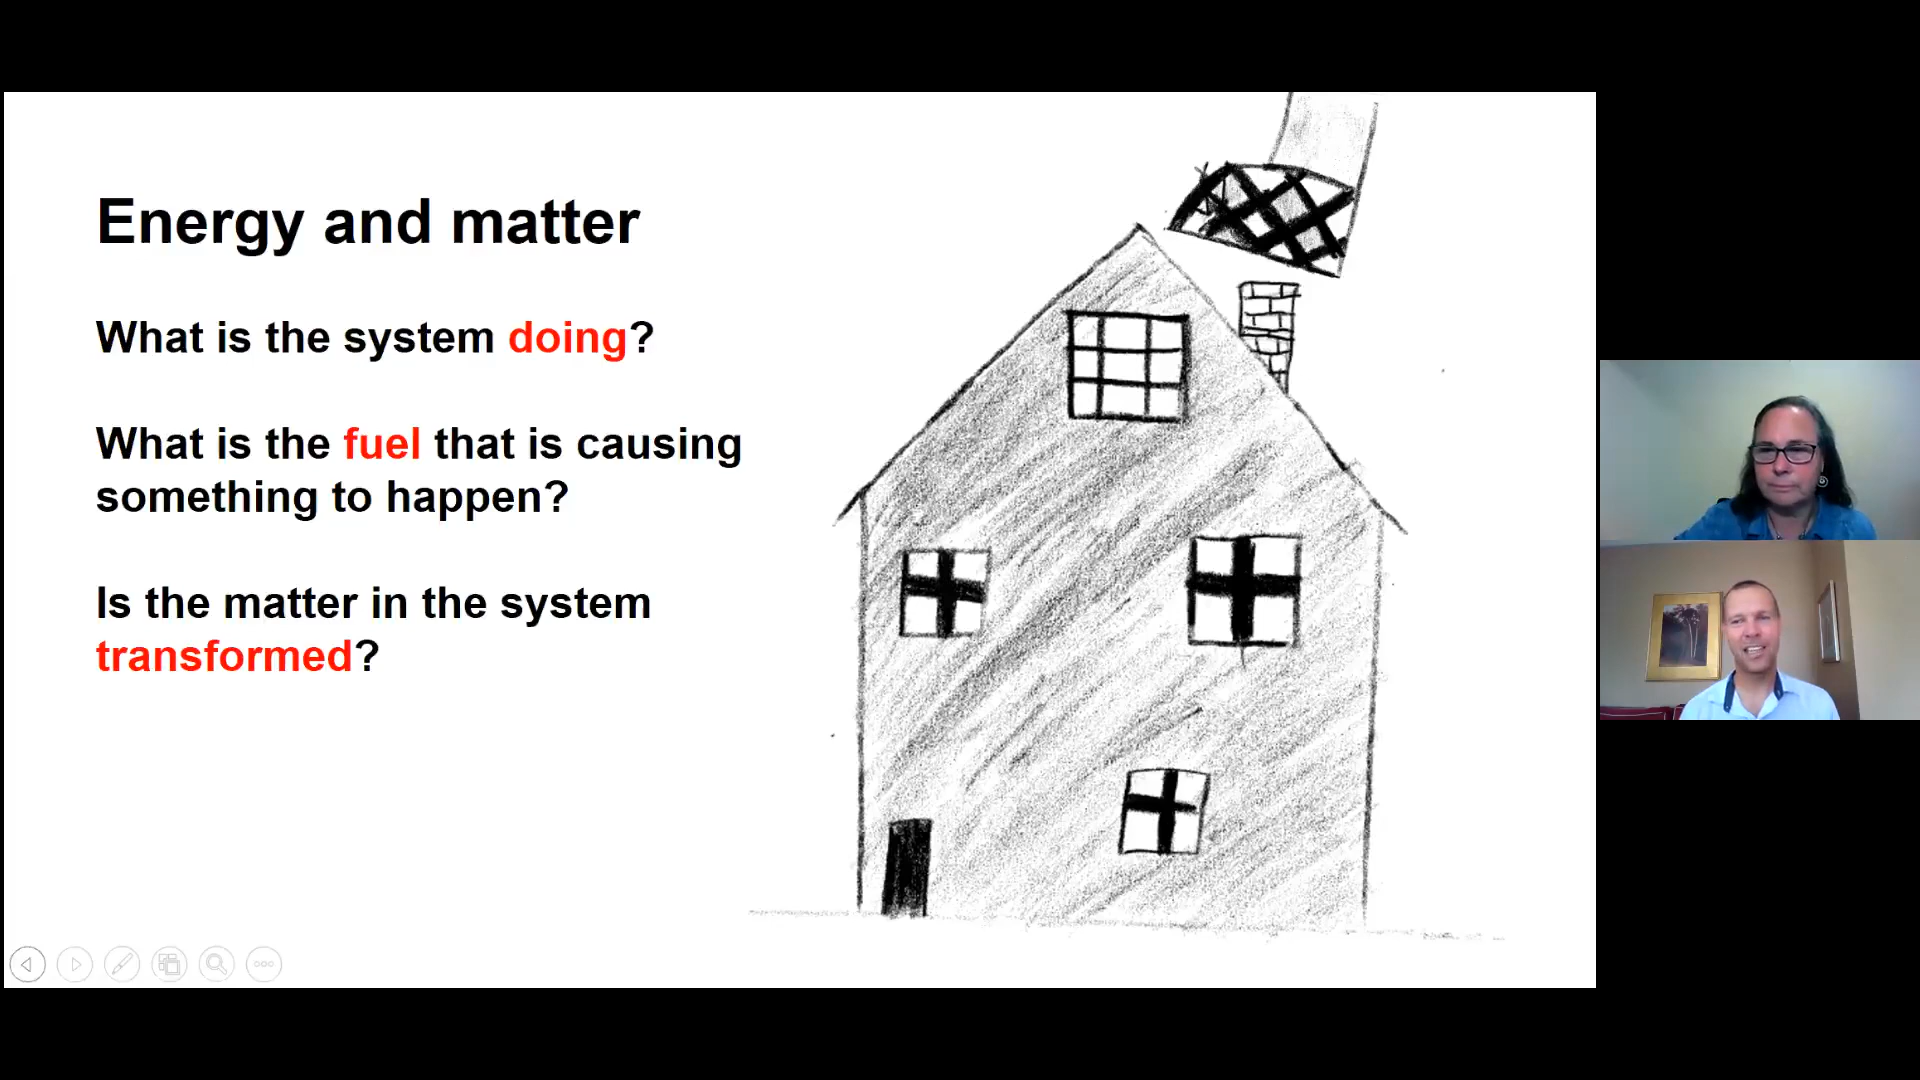 Energy and matter
What is the system doing?
What is the fuel that is causing
something to happen?
Is the matter in the system
transformed?